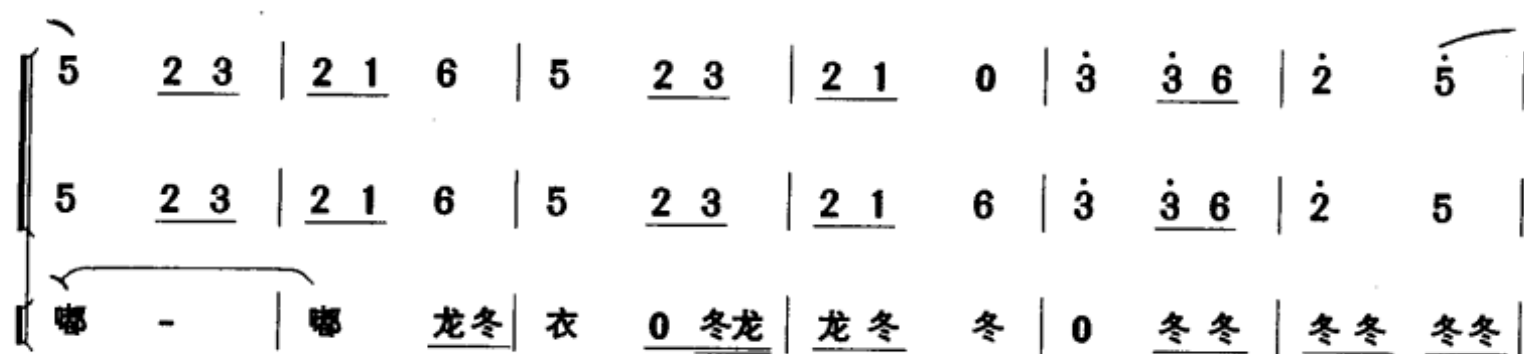 5 2 3 | 2 1 6 | 5 2 3 | 2 1 0 | 3̇ 3̇ 6 | 2̇ 5̇ |
5 2 3 | 2 1 6 | 5 2 3 | 2 1 6 | 3̇ 3̇ 6 | 2̇ 5 |
嘟 - | 嘟 龙冬 | 衣 0 冬龙 | 龙冬 冬 | 0 冬冬 | 冬冬 冬冬 |